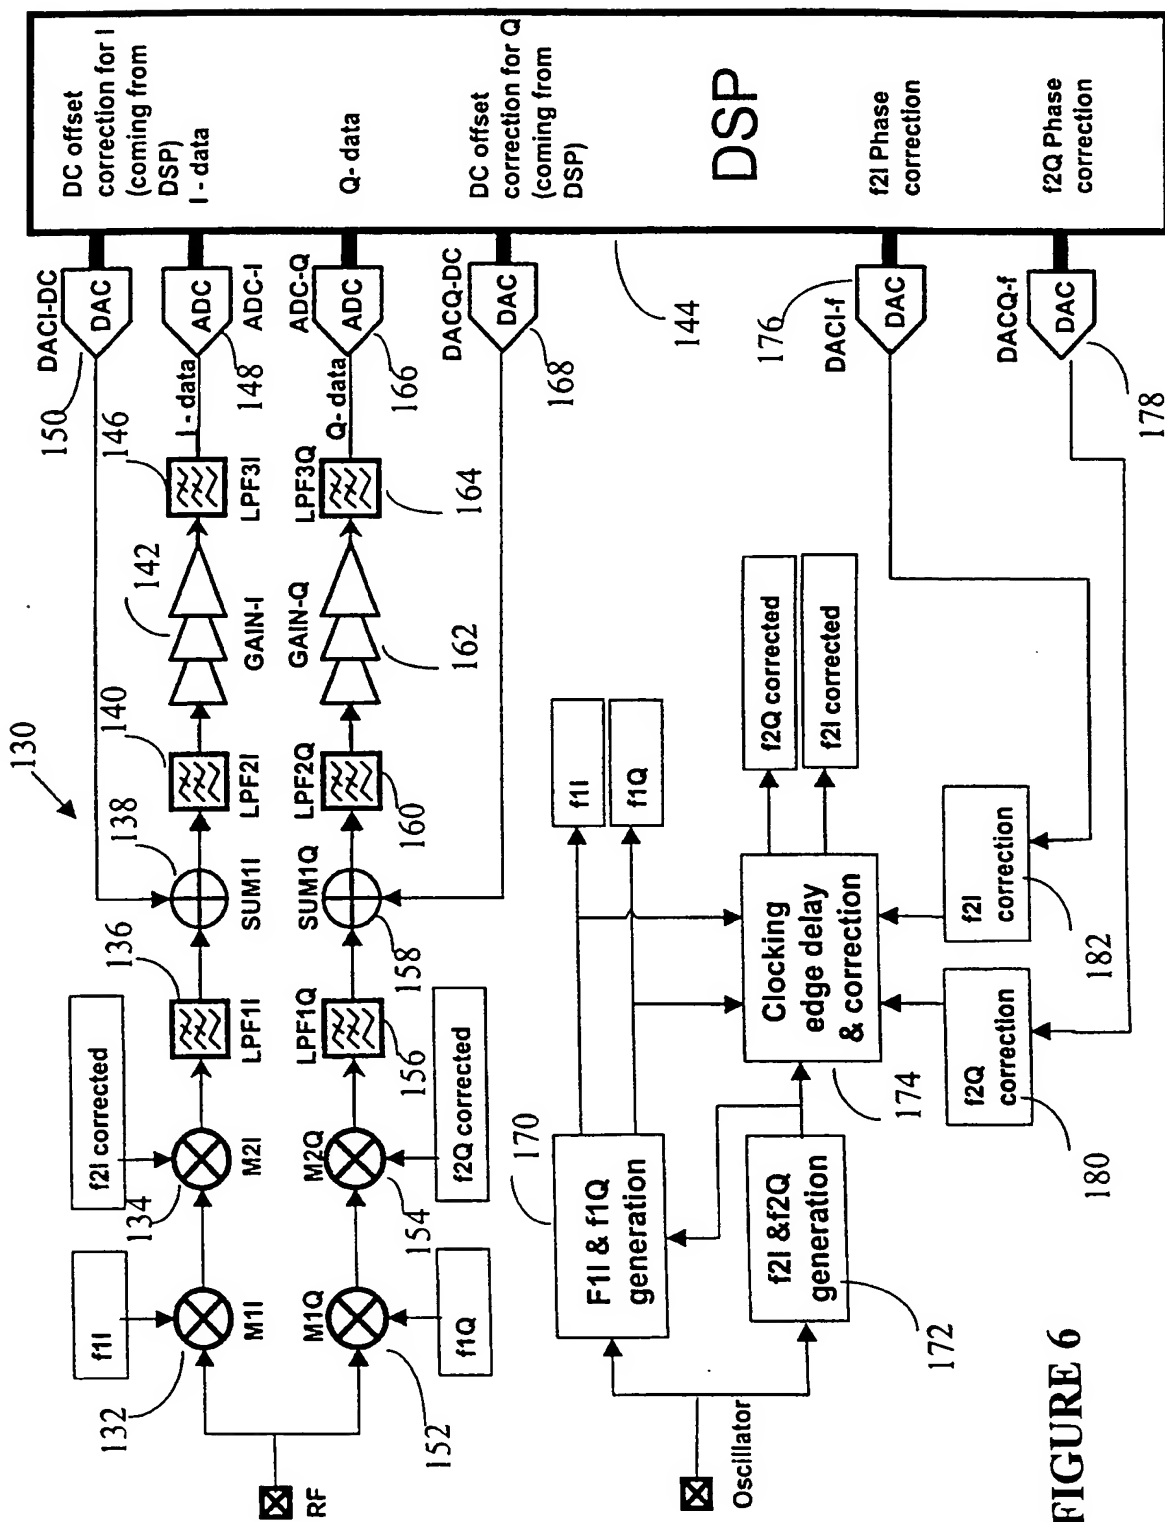 130
RF
132
f1I
M1I
134
f2I corrected
M2I
136
LPF1I
138
SUM1I
140
LPF2I
142
GAIN-I
146
LPF3I
I - data
148
ADC
ADC-I
150
DACI-DC
DAC
DC offset
correction for I
(coming from
DSP)
I - data
152
M1Q
f1Q
154
M2Q
f2Q corrected
156
LPF1Q
158
SUM1Q
160
LPF2Q
162
GAIN-Q
164
LPF3Q
Q- data
166
ADC
ADC-Q
Q- data
168
DACQ-DC
DAC
DC offset
correction for Q
(coming from
DSP)
144
DSP
Oscillator
170
F1I & f1Q
generation
172
f2I &f2Q
generation
f1I
f1Q
174
Clocking
edge delay
& correction
f2Q corrected
f2I corrected
176
DACI-f
DAC
f2I Phase
correction
178
DACQ-f
DAC
f2Q Phase
correction
180
f2Q
correction
182
f2I
correction
FIGURE 6